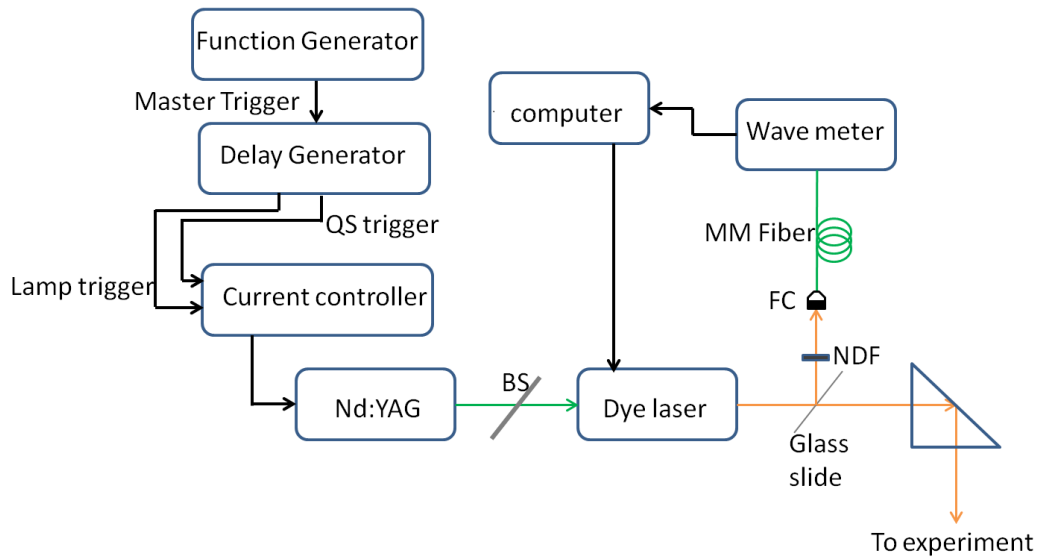 Function Generator
Master Trigger
computer
Wave meter
Delay Generator
QS trigger
MM Fiber
Lamp trigger
Current controller
FC
NDF
BS
Nd:YAG
Dye laser
Glass
slide
To experiment